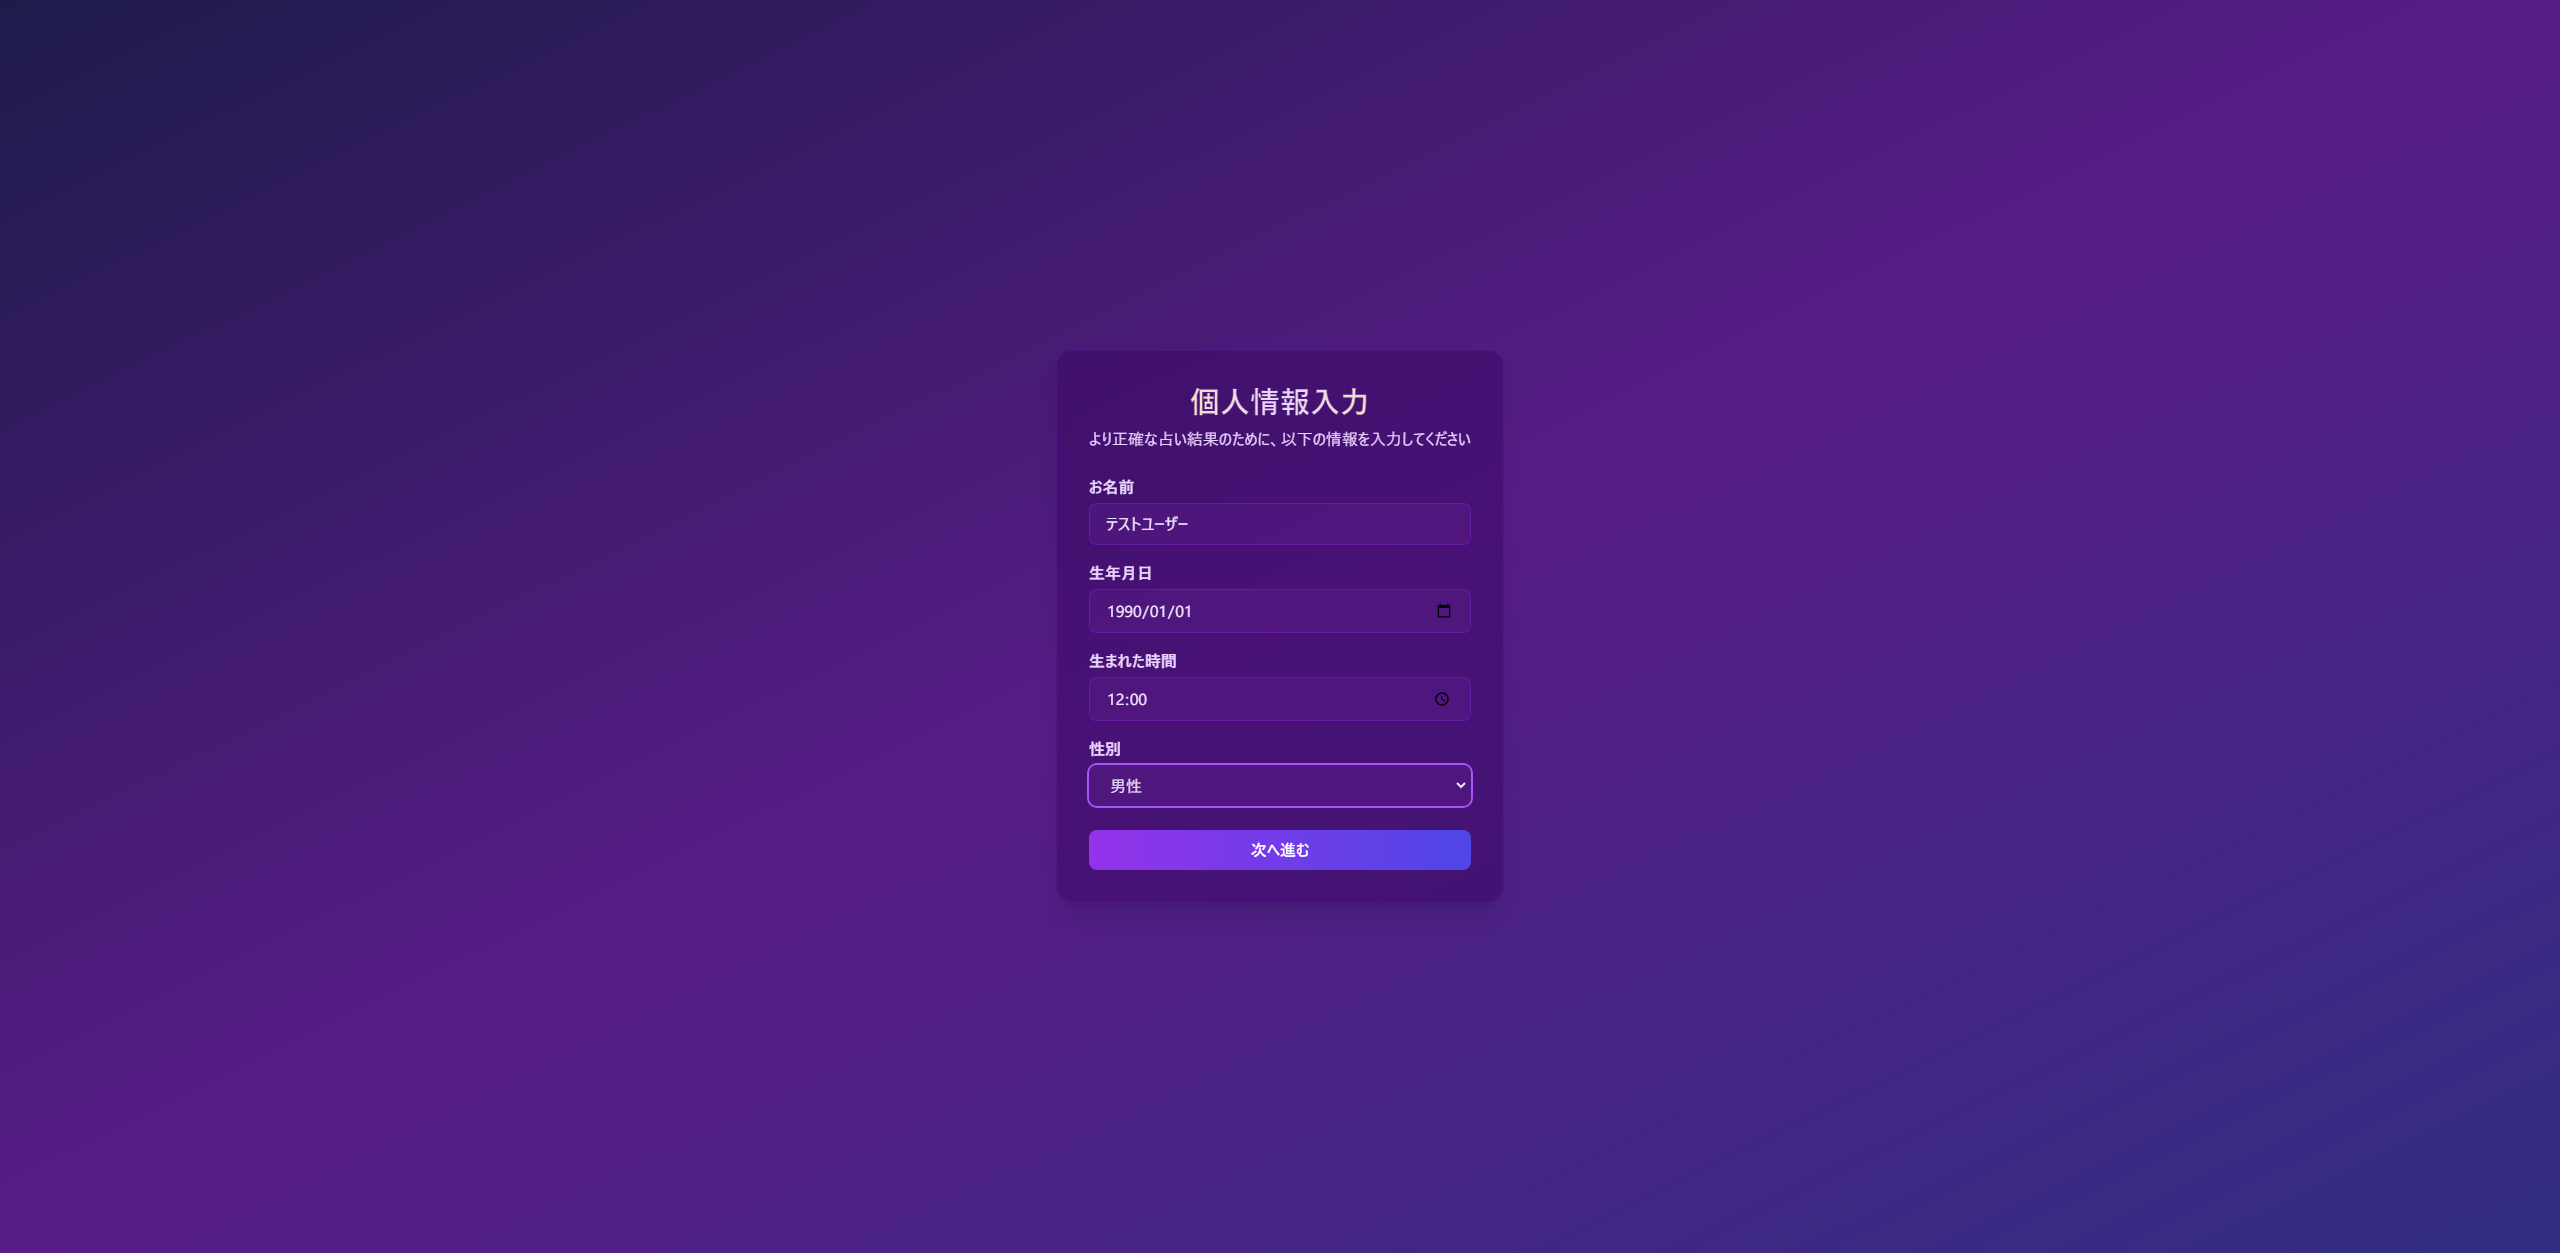 個人情報入力
より正確な占い結果のために、以下の情報を入力してください
お名前
テストユーザー
生年月日
1990/01/01
生まれた時間
12:00
性別
男性
次へ進む